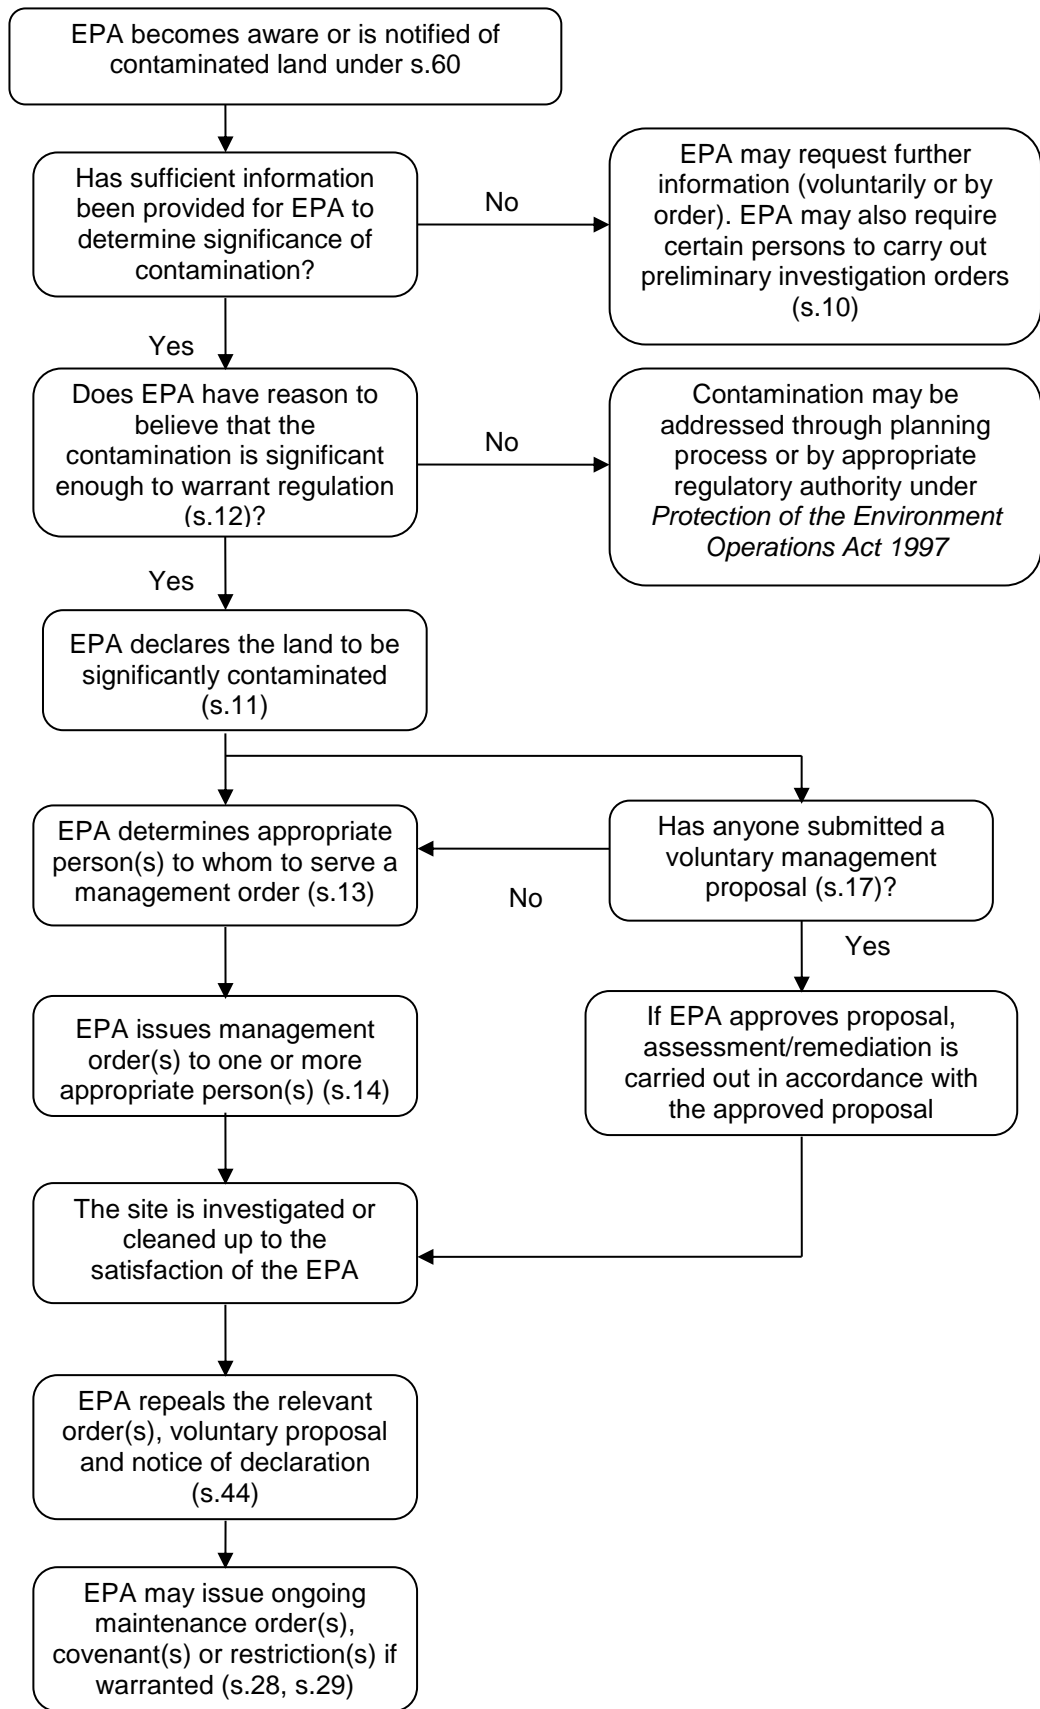 EPA becomes aware or is notified of
contaminated land under s.60
Has sufficient information
been provided for EPA to
determine significance of
contamination?
No
EPA may request further
information (voluntarily or by
order). EPA may also require
certain persons to carry out
preliminary investigation orders
(s.10)
Yes
Does EPA have reason to
believe that the
contamination is significant
enough to warrant regulation
(s.12)?
No
Contamination may be
addressed through planning
process or by appropriate
regulatory authority under
Protection of the Environment
Operations Act 1997
Yes
EPA declares the land to be
significantly contaminated
(s.11)
EPA determines appropriate
person(s) to whom to serve a
management order (s.13)
Has anyone submitted a
voluntary management
proposal (s.17)?
No
Yes
EPA issues management
order(s) to one or more
appropriate person(s) (s.14)
If EPA approves proposal,
assessment/remediation is
carried out in accordance with
the approved proposal
The site is investigated or
cleaned up to the
satisfaction of the EPA
EPA repeals the relevant
order(s), voluntary proposal
and notice of declaration
(s.44)
EPA may issue ongoing
maintenance order(s),
covenant(s) or restriction(s) if
warranted (s.28, s.29)